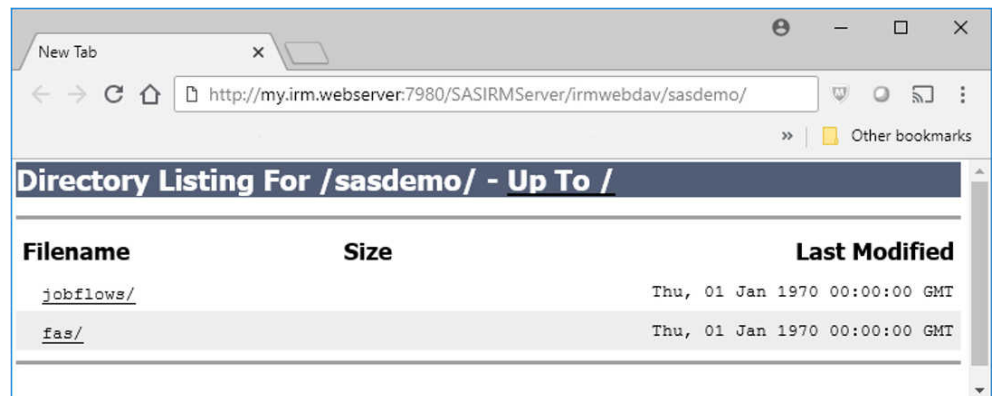 New Tab
http://my.irm.webserver:7980/SASIRMServer/irmwebdav/sasdemo/
» Other bookmarks
Directory Listing For /sasdemo/ - Up To /
Filename Size Last Modified
jobflows/ Thu, 01 Jan 1970 00:00:00 GMT
fas/ Thu, 01 Jan 1970 00:00:00 GMT